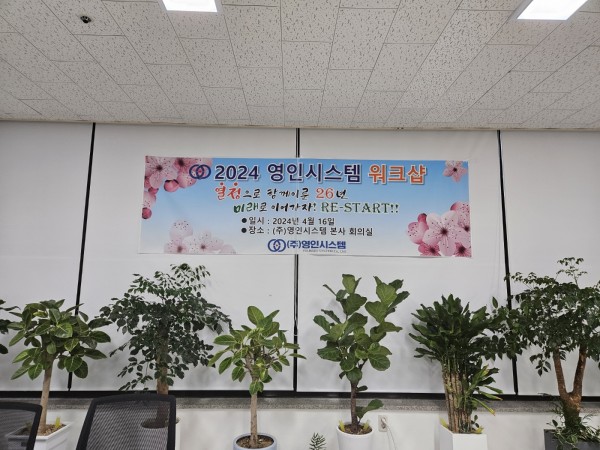 2024 영인시스템 워크샵
열정으로 함께이룬 26년
미래로 이어가자! RE-START!!
●일시 : 2024년 4월 16일
●장소 : (주)영인시스템 본사 회의실
(주)영인시스템